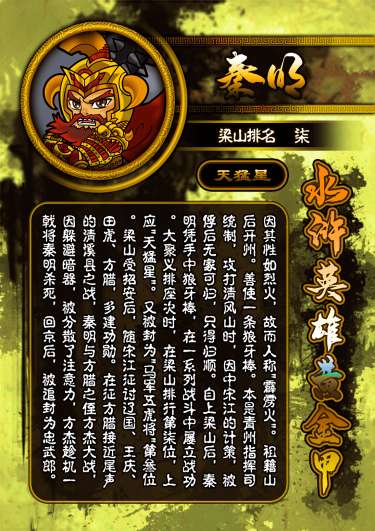 秦明
梁山排名 柒
天猛星
水浒英雄黄金甲
因其性如烈火，故而人称“霹雳火”。祖籍山
后开州。善使一条狼牙棒。本是青州指挥司
统制，攻打清风山时，因中宋江的计策，被
俘后无家可归，只得归顺。自上梁山后，秦
明凭手中狼牙棒，在一系列战斗中屡立战功
。大聚义排座次时，在梁山排行第柒位，上
应“天猛星”。又被封为“马军五虎将”第叁位
。梁山受招安后，随宋江征讨辽国、王庆、
田虎、方腊，多建功勋。在征方腊接近尾声
的清溪县之战，秦明与方腊之侄方杰大战，
因躲避暗器，被分散了注意力，方杰趁机一
戟将秦明杀死。回京后，被追封为忠武郎。